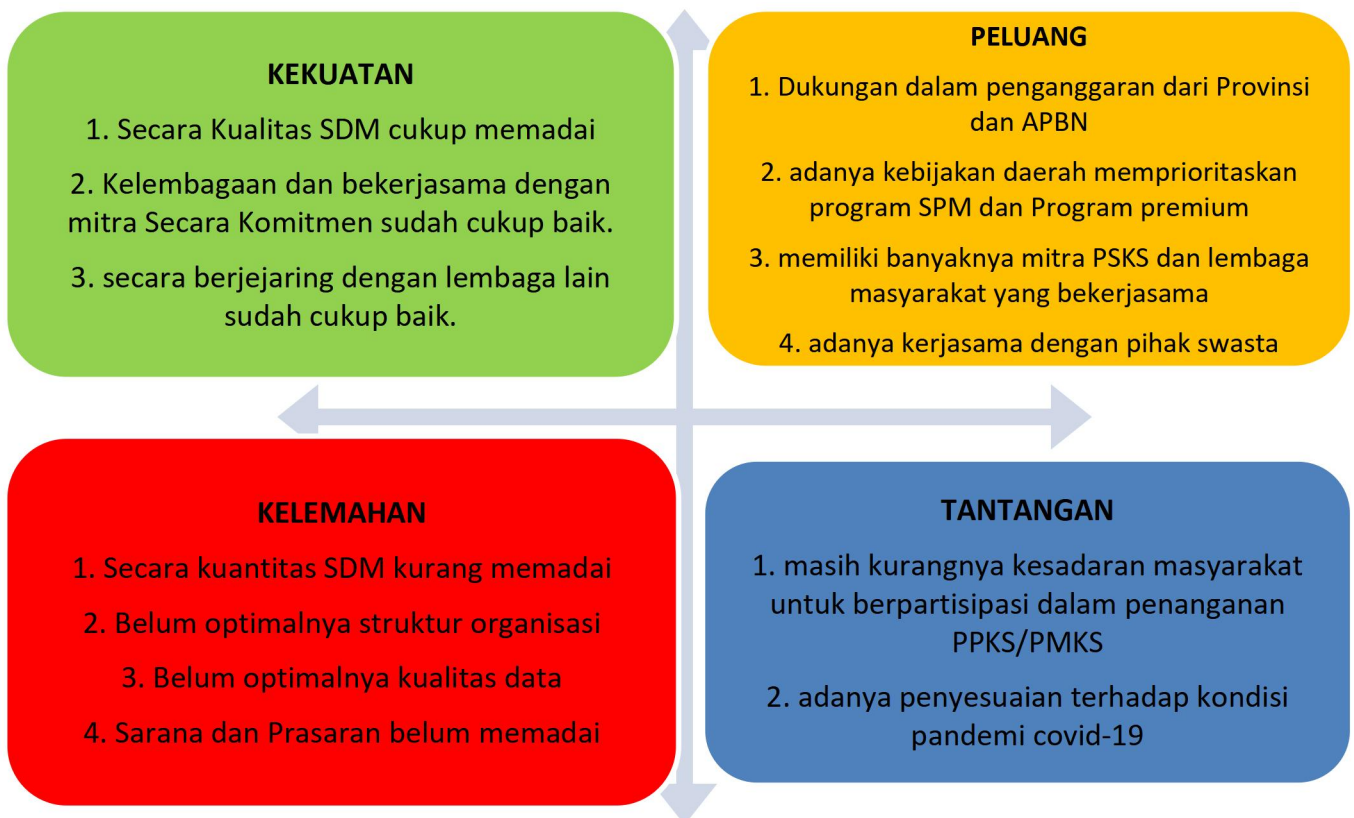 KEKUATAN
1. Secara Kualitas SDM cukup memadai
2. Kelembagaan dan bekerjasama dengan
mitra Secara Komitmen sudah cukup baik.
3. secara berjejaring dengan lembaga lain
sudah cukup baik.
PELUANG
1. Dukungan dalam penganggaran dari Provinsi
dan APBN
2. adanya kebijakan daerah memprioritaskan
program SPM dan Program premium
3. memiliki banyaknya mitra PSKS dan lembaga
masyarakat yang bekerjasama
4. adanya kerjasama dengan pihak swasta
KELEMAHAN
1. Secara kuantitas SDM kurang memadai
2. Belum optimalnya struktur organisasi
3. Belum optimalnya kualitas data
4. Sarana dan Prasaran belum memadai
TANTANGAN
1. masih kurangnya kesadaran masyarakat
untuk berpartisipasi dalam penanganan
PPKS/PMKS
2. adanya penyesuaian terhadap kondisi
pandemi covid-19